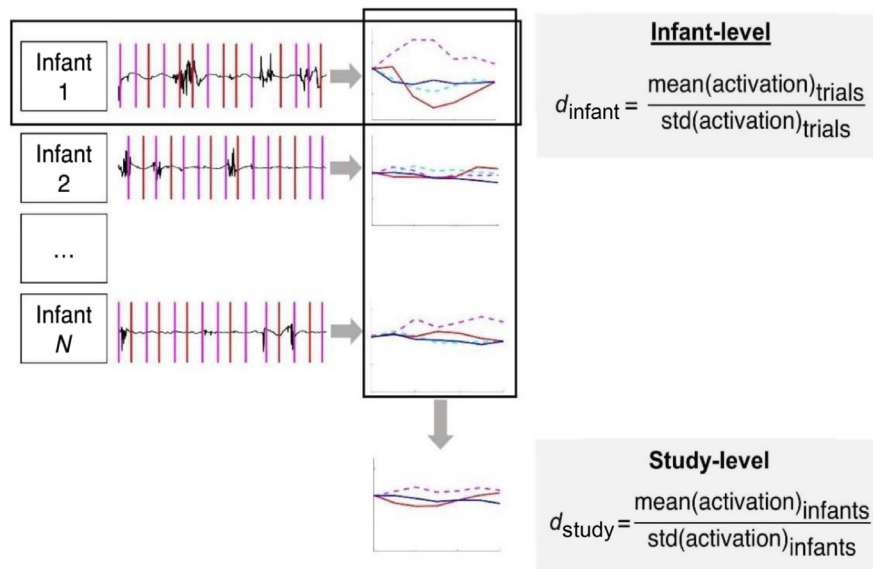 Infant
1
Infant
2
...
Infant
N
Infant-level
d_infant = mean(activation)_trials
std(activation)_trials
Study-level
d_study = mean(activation)_infants
std(activation)_infants